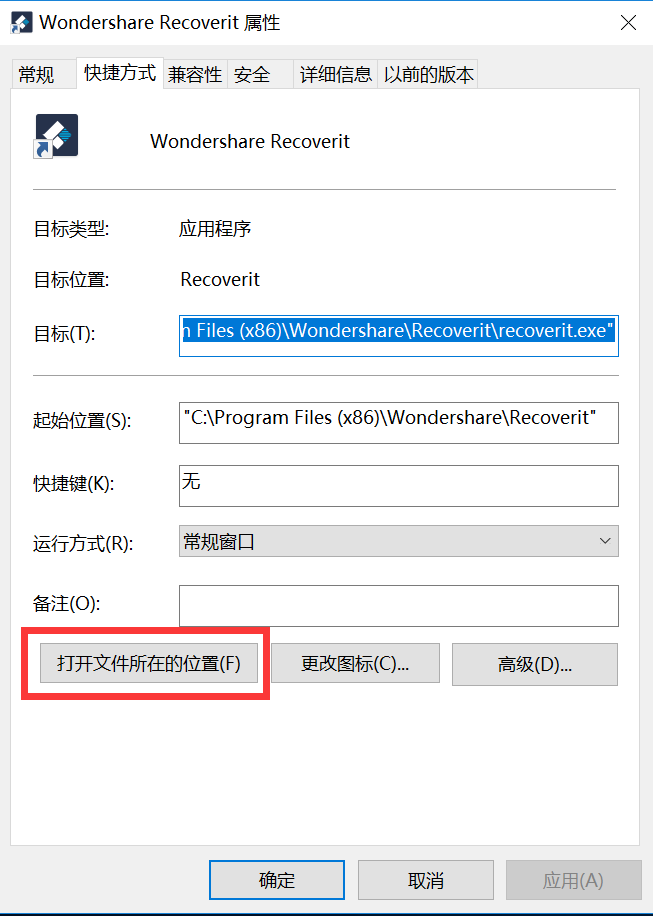 Wondershare Recoverit 属性
常规 快捷方式 兼容性 安全 详细信息 以前的版本
Wondershare Recoverit
目标类型: 应用程序
目标位置: Recoverit
目标(T): n Files (x86)\Wondershare\Recoverit\recoverit.exe"
起始位置(S): "C:\Program Files (x86)\Wondershare\Recoverit"
快捷键(K): 无
运行方式(R): 常规窗口
备注(O):
打开文件所在的位置(F) 更改图标(C)... 高级(D)...
确定 取消 应用(A)